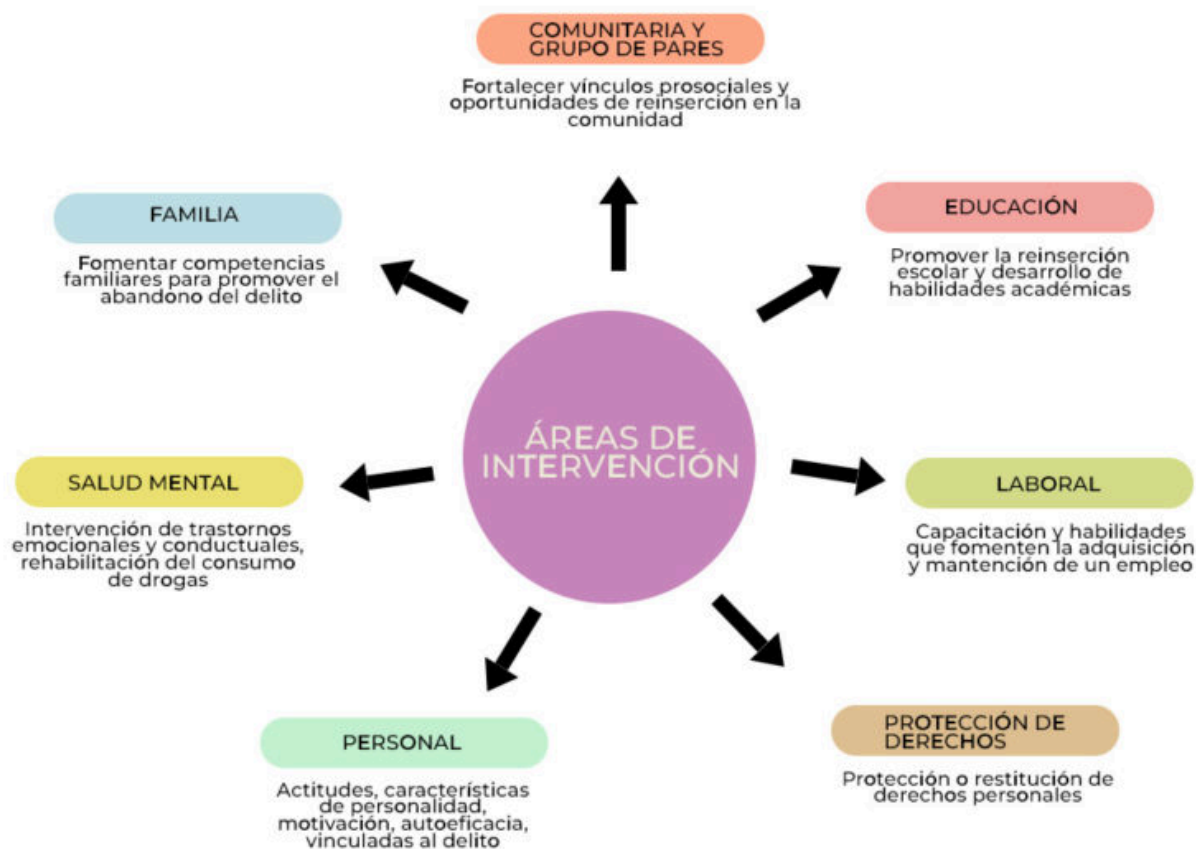 COMUNITARIA Y
GRUPO DE PARES
Fortalecer vínculos prosociales y
oportunidades de reinserción en la
comunidad
FAMILIA
Fomentar competencias
familiares para promover el
abandono del delito
EDUCACIÓN
Promover la reinserción
escolar y desarrollo de
habilidades académicas
ÁREAS DE
INTERVENCIÓN
SALUD MENTAL
Intervención de trastornos
emocionales y conductuales,
rehabilitación del consumo
de drogas
LABORAL
Capacitación y habilidades
que fomenten la adquisición
y mantención de un empleo
PERSONAL
Actitudes, características
de personalidad,
motivación, autoeficacia,
vinculadas al delito
PROTECCIÓN DE
DERECHOS
Protección o restitución de
derechos personales